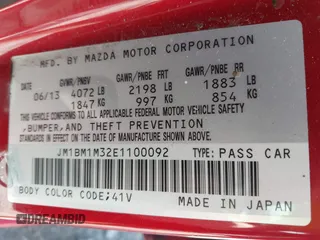 MFD. BY MAZDA MOTOR CORPORATION
GVWR/PNBV GAWR/PNBE FRT GAWR/PNBE RR
06/13 4072 LB 2198 LB 1883 LB
1847 KG 997 KG 854 KG
THIS VEHICLE CONFORMS TO ALL APPLICABLE FEDERAL MOTOR VEHICLE SAFETY
, BUMPER, AND THEFT PREVENTION
STANDARDS IN EFFECT ON THE DATE OF MANUFACTURE SHOWN ABOVE.
JM1BM1M32E1100092 TYPE: PASS CAR
BODY COLOR CODE;41V MADE IN JAPAN
DREAMBID